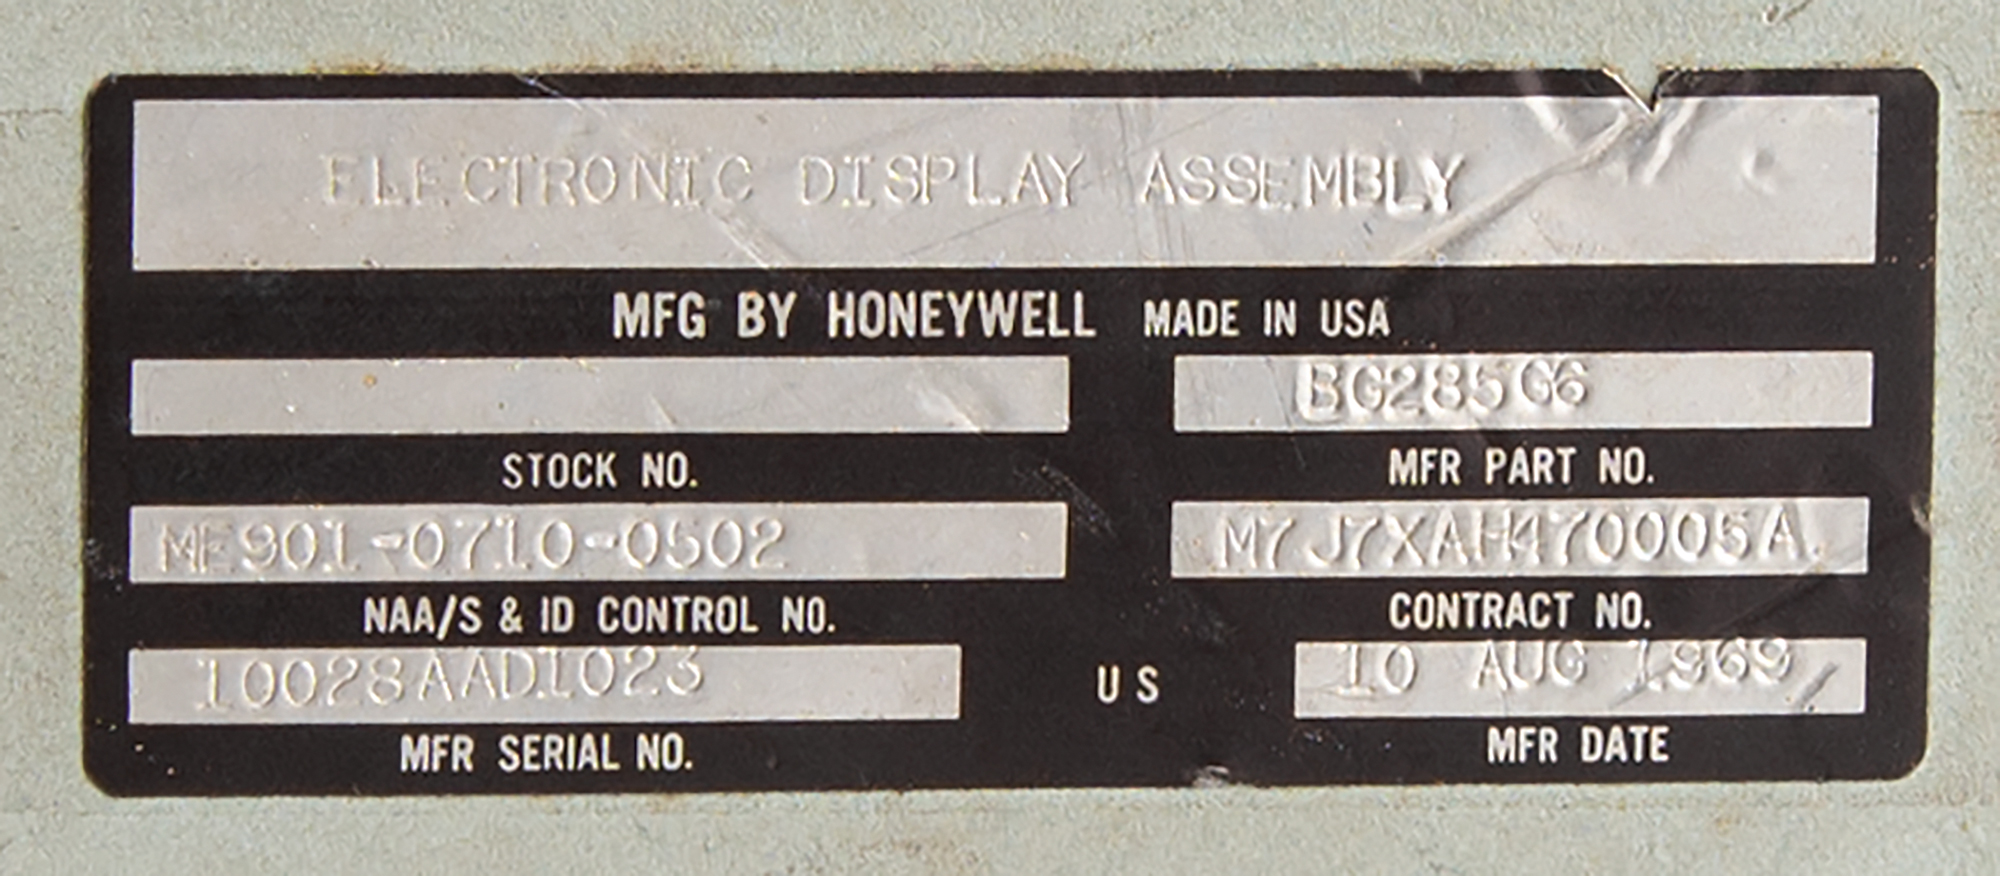 ELECTRONIC DISPLAY ASSEMBLY
MFG BY HONEYWELL MADE IN USA
BG285G6
STOCK NO. MFR PART NO.
ME901-0710-0502 M7J7XAH470005A.
NAA/S & ID CONTROL NO. CONTRACT NO.
10028AAD1023 US 10 AUG 1969
MFR SERIAL NO. MFR DATE